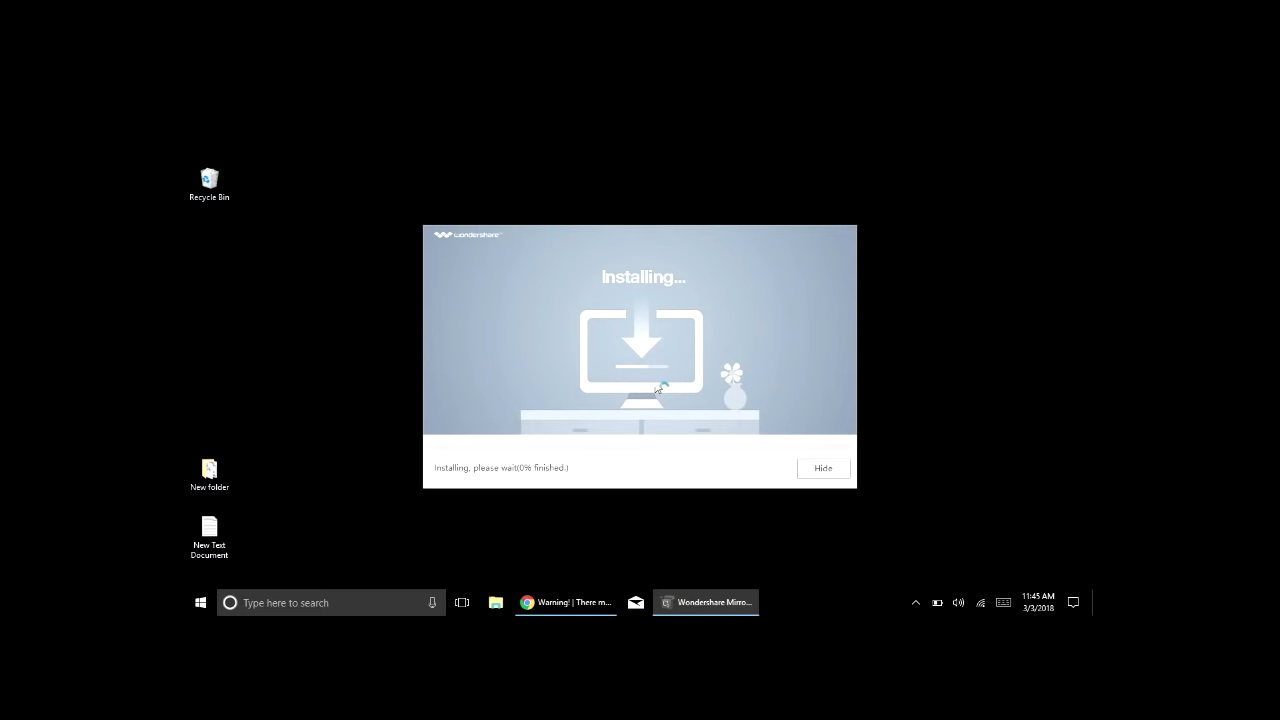 Recycle Bin
wondershare™
Installing...
Installing, please wait(0% finished.)
Hide
New folder
New Text
Document
Type here to search
Warning! | There m...
Wondershare Mirro...
11:45 AM
3/3/2018